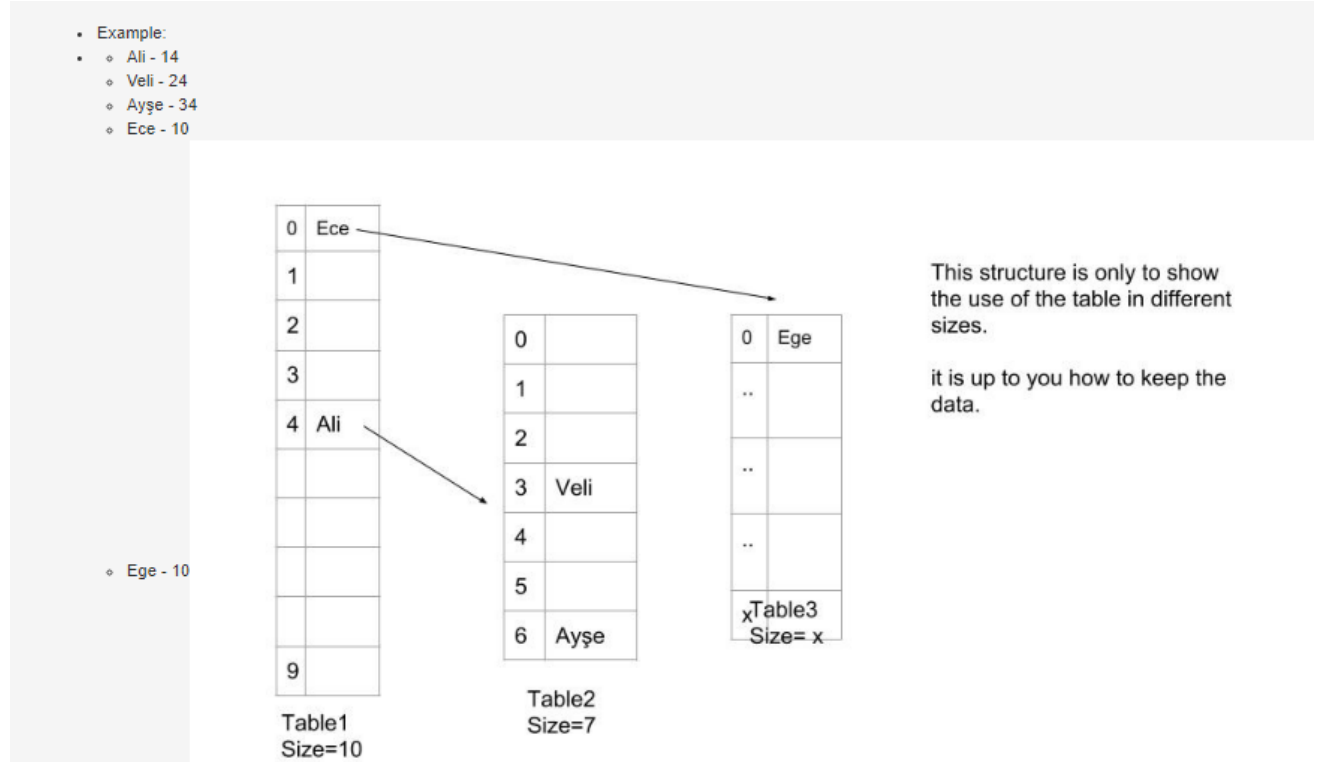 Example:
Ali - 14
Veli - 24
Ayşe - 34
Ece - 10
0 Ece
1
2
3
4 Ali
9
Table1
Size=10
0
1
2
3 Veli
4
5
6 Ayşe
Table2
Size=7
0 Ege
..
..
..
x
Table3
Size= x
This structure is only to show
the use of the table in different
sizes.
it is up to you how to keep the
data.
Ege - 10